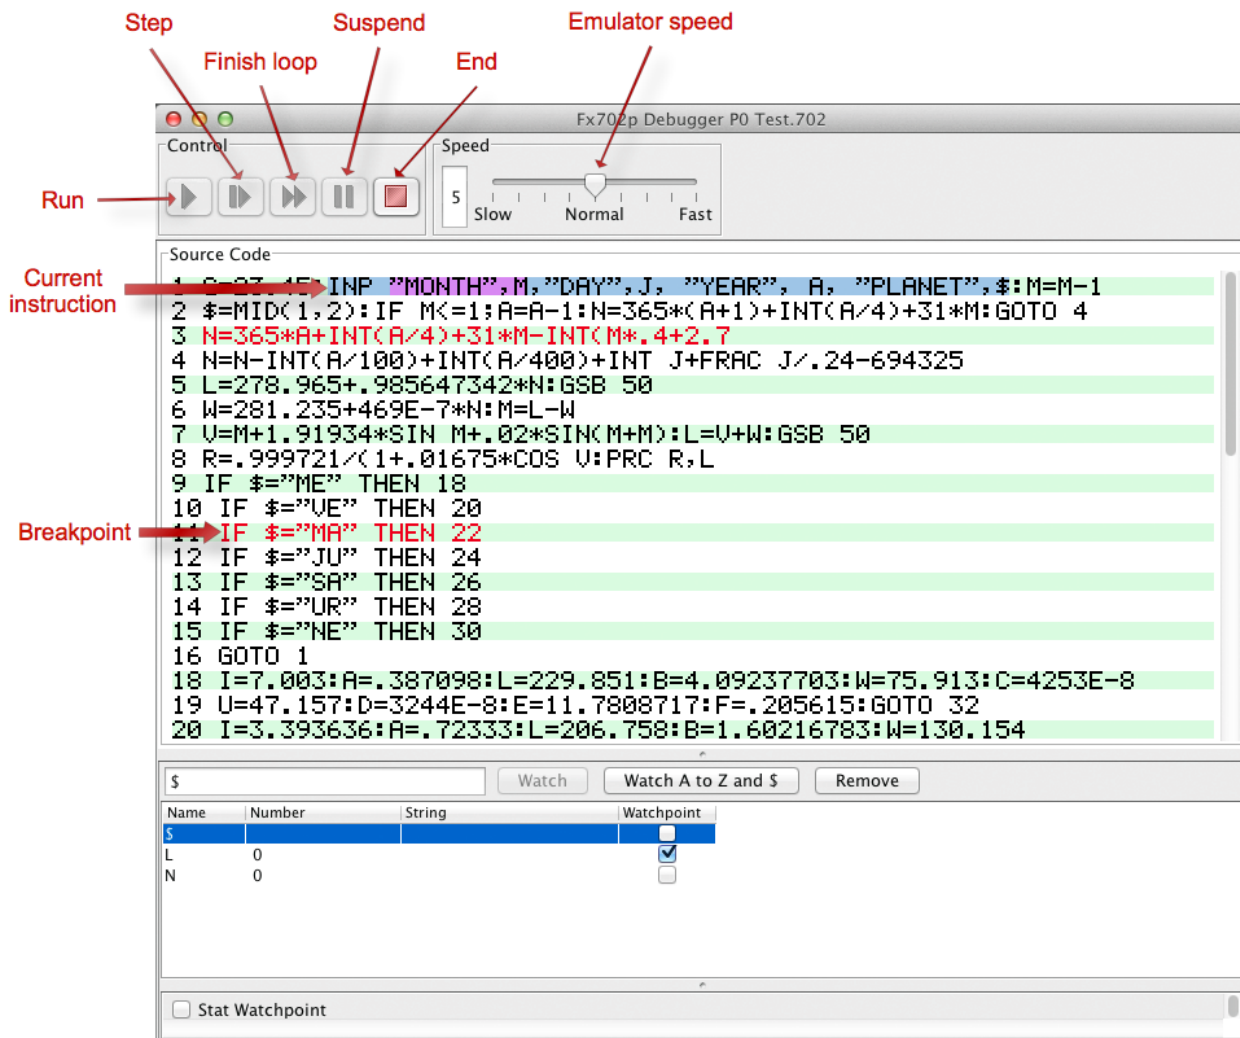 Step
Suspend
Emulator speed
Finish loop
End
Fx702p Debugger P0 Test.702
Control
Speed
Run
5
Slow
Normal
Fast
Source Code
Current
instruction
1 INP "MONTH",M,"DAY",J, "YEAR", A, "PLANET",$:M=M-1
2 $=MID(1,2):IF M<=1;A=A-1:N=365*(A+1)+INT(A/4)+31*M:GOTO 4
3 N=365*A+INT(A/4)+31*M-INT(M*.4+2.7
4 N=N-INT(A/100)+INT(A/400)+INT J+FRAC J/.24-694325
5 L=278.965+.985647342*N:GSB 50
6 W=281.235+469E-7*N:M=L-W
7 V=M+1.91934*SIN M+.02*SIN(M+M):L=V+W:GSB 50
8 R=.999721/(1+.01675*COS V:PRC R,L
9 IF $="ME" THEN 18
10 IF $="VE" THEN 20
Breakpoint
11 IF $="MA" THEN 22
12 IF $="JU" THEN 24
13 IF $="SA" THEN 26
14 IF $="UR" THEN 28
15 IF $="NE" THEN 30
16 GOTO 1
18 I=7.003:A=.387098:L=229.851:B=4.09237703:W=75.913:C=4253E-8
19 U=47.157:D=3244E-8:E=11.7808717:F=.205615:GOTO 32
20 I=3.393636:A=.72333:L=206.758:B=1.60216783:W=130.154
$
Watch
Watch A to Z and $
Remove
Name
Number
String
Watchpoint
$
L 0
N 0
Stat Watchpoint